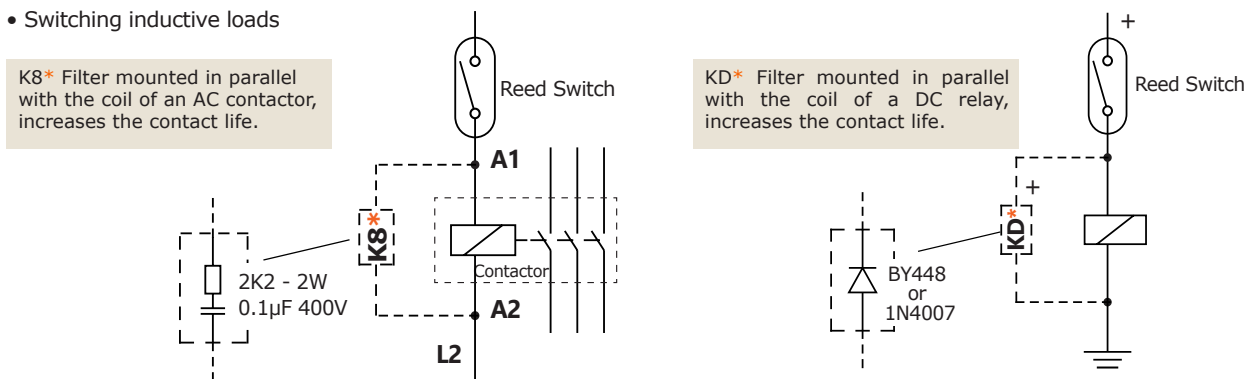 • Switching inductive loads
K8* Filter mounted in parallel
with the coil of an AC contactor,
increases the contact life.
Reed Switch
A1
K8*
Contactor
2K2 - 2W
0.1µF 400V
A2
L2
KD* Filter mounted in parallel
with the coil of a DC relay,
increases the contact life.
+
Reed Switch
+
KD*
BY448
or
1N4007